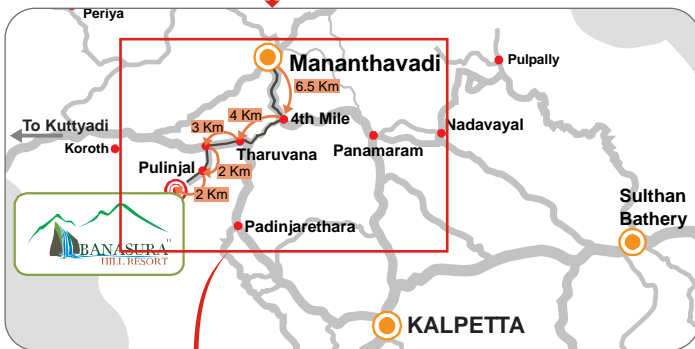 Periya
Mananthavadi
Pulpally
6.5 Km
4 Km
4th Mile
3 Km
To Kuttyadi
Nadavayal
Koroth
Tharuvana
Panamaram
Pulinjal
2 Km
2 Km
Sulthan
Bathery
Padinjarethara
BANASURA
HILL RESORT
KALPETTA